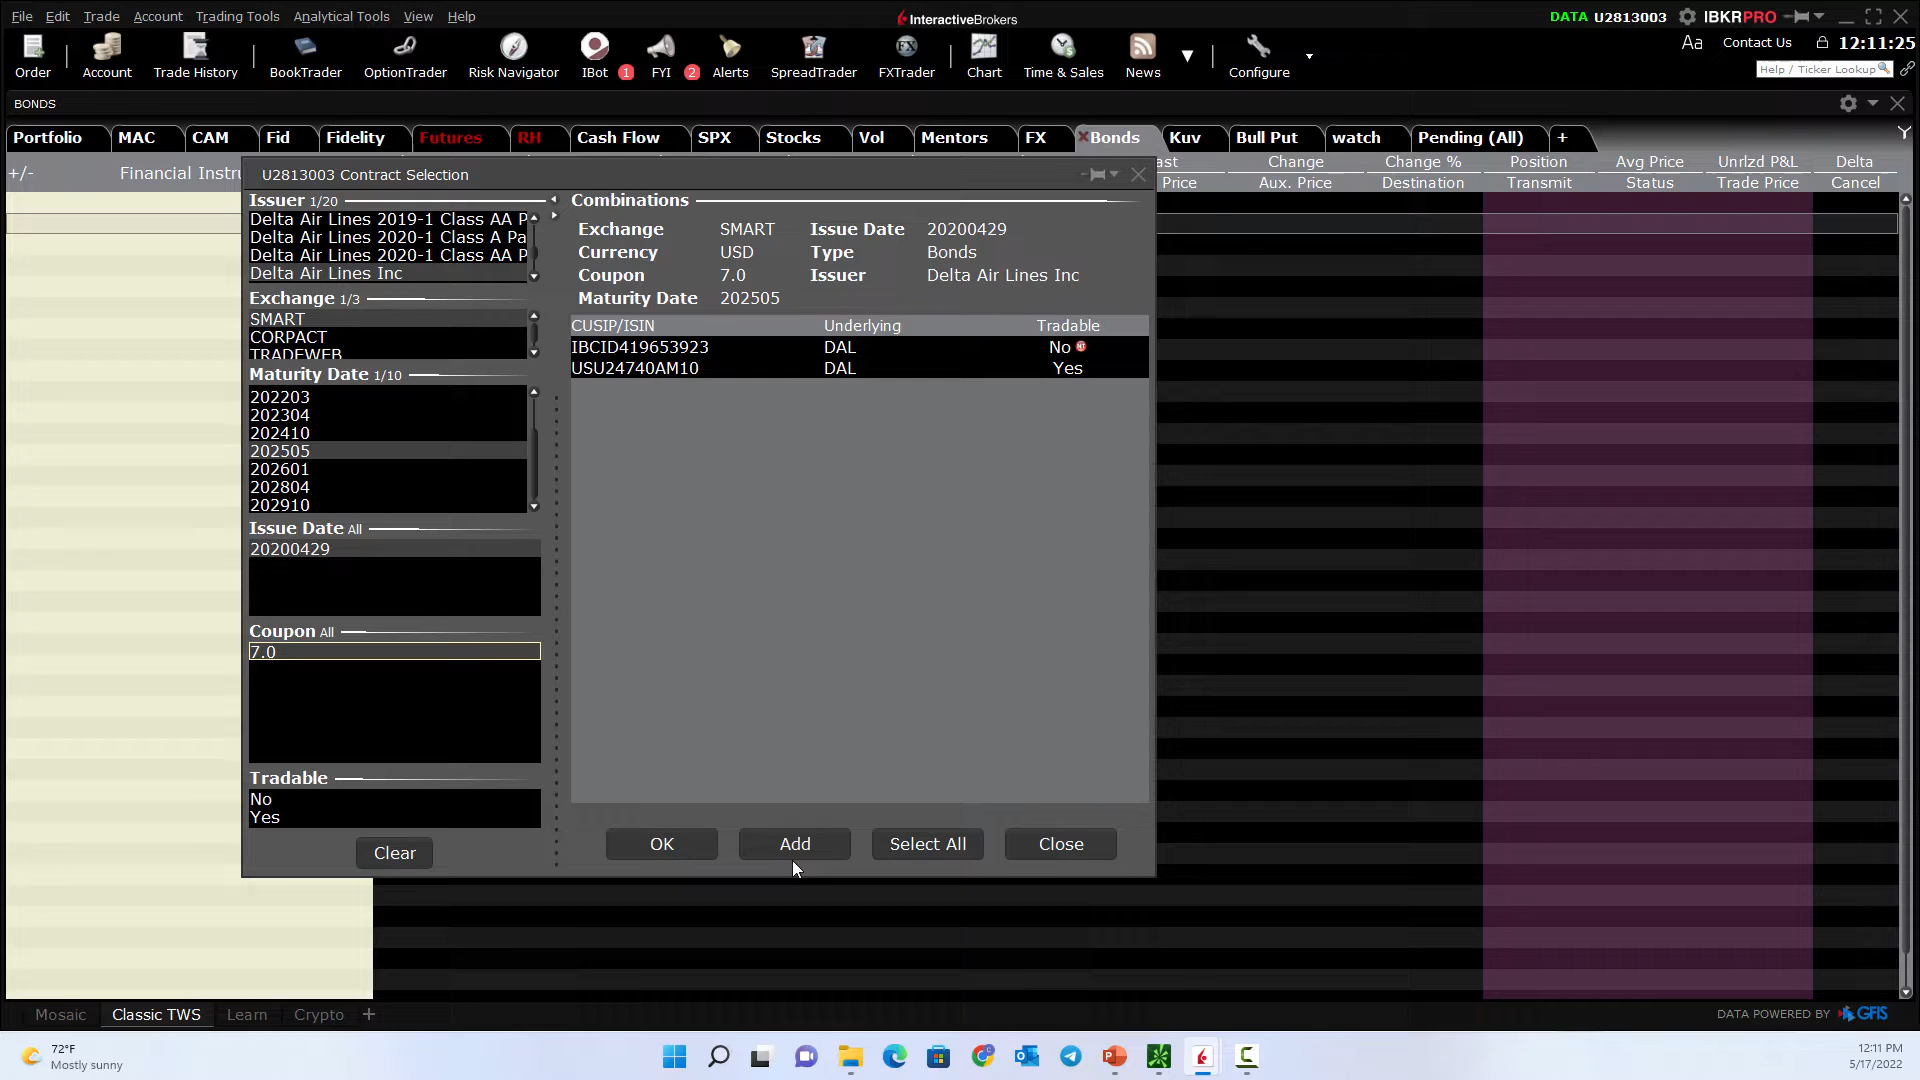 File Edit Trade Account Trading Tools Analytical Tools View Help
InteractiveBrokers
DATA U2813003 IBKRPRO
Aa Contact Us 12:11:25
Order Account Trade History BookTrader OptionTrader Risk Navigator IBot 1 FYI 2 Alerts SpreadTrader FXTrader Chart Time & Sales News Configure
Help / Ticker Lookup
BONDS
Portfolio MAC CAM Fid Fidelity Futures RH Cash Flow SPX Stocks Vol Mentors FX Bonds Kuv Bull Put watch Pending (All) +
+/- Financial Instru
ast Change Change % Position Avg Price Unrlzd P&L Delta
Price Aux. Price Destination Transmit Status Trade Price Cancel
U2813003 Contract Selection
Issuer 1/20
Delta Air Lines 2019-1 Class AA P
Delta Air Lines 2020-1 Class A Pa
Delta Air Lines 2020-1 Class AA P
Delta Air Lines Inc
Exchange 1/3
SMART
CORPACT
TRADEWEB
Maturity Date 1/10
202203
202304
202410
202505
202601
202804
202910
Issue Date All
20200429
Coupon All
7.0
Tradable
No
Yes
Clear
Combinations
Exchange SMART Issue Date 20200429
Currency USD Type Bonds
Coupon 7.0 Issuer Delta Air Lines Inc
Maturity Date 202505
CUSIP/ISIN Underlying Tradable
IBCID419653923 DAL No
USU24740AM10 DAL Yes
OK Add Select All Close
Mosaic Classic TWS Learn Crypto +
DATA POWERED BY GFIS
72°F
Mostly sunny
12:11 PM
5/17/2022